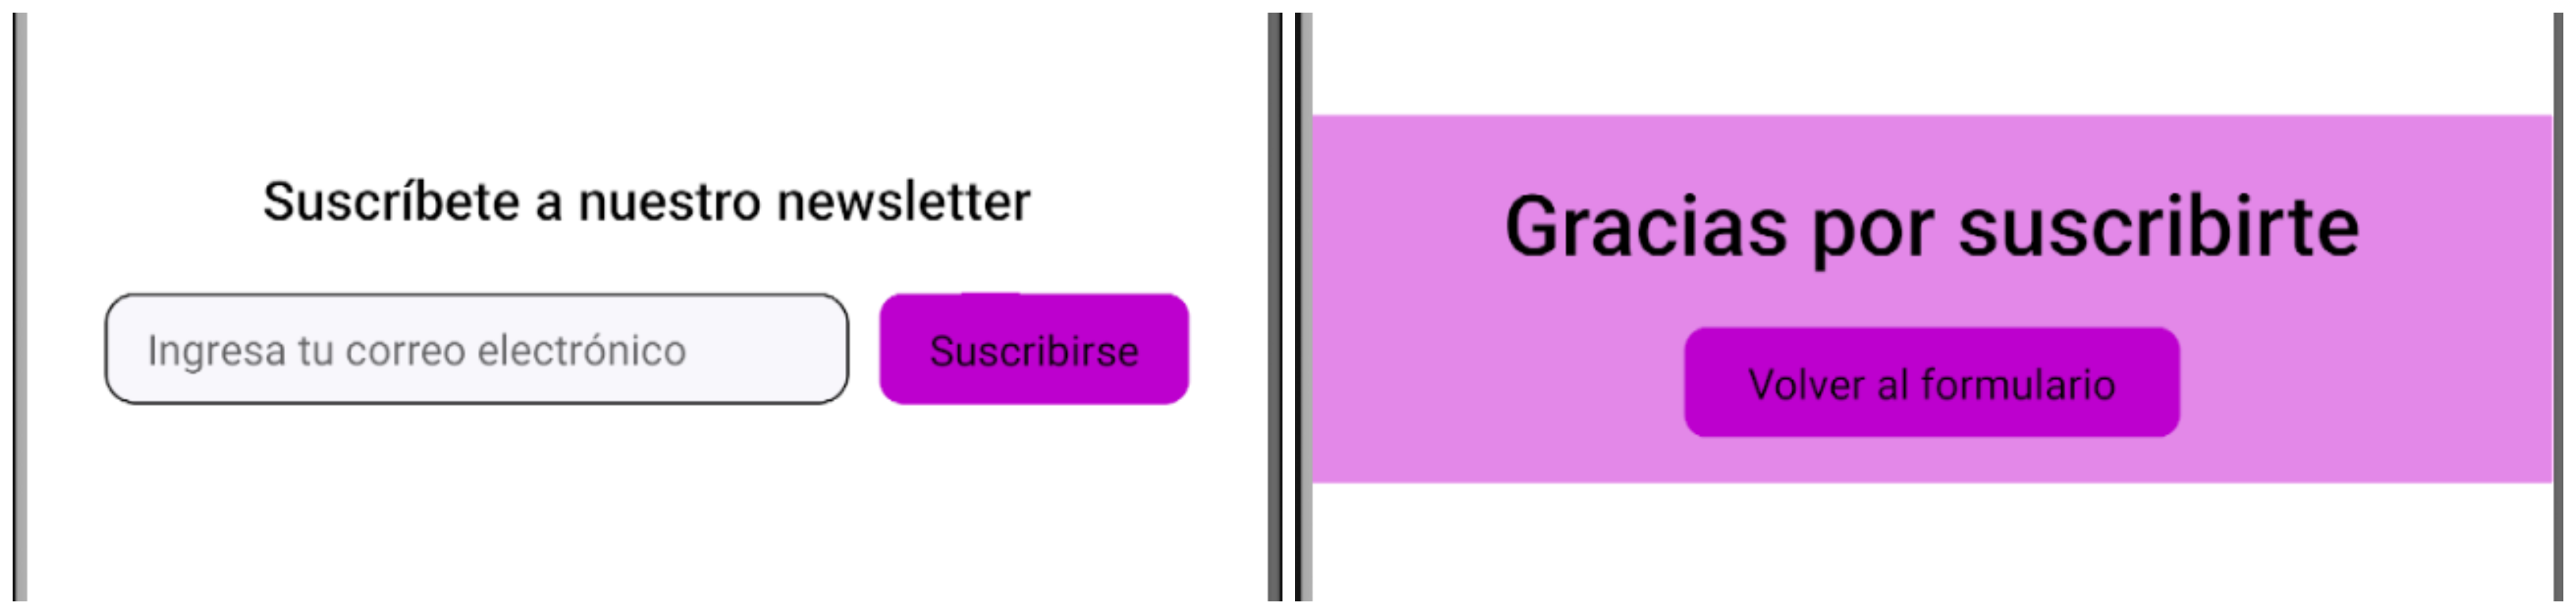 Suscríbete a nuestro newsletter
Ingresa tu correo electrónico
Suscribirse
Gracias por suscribirte
Volver al formulario